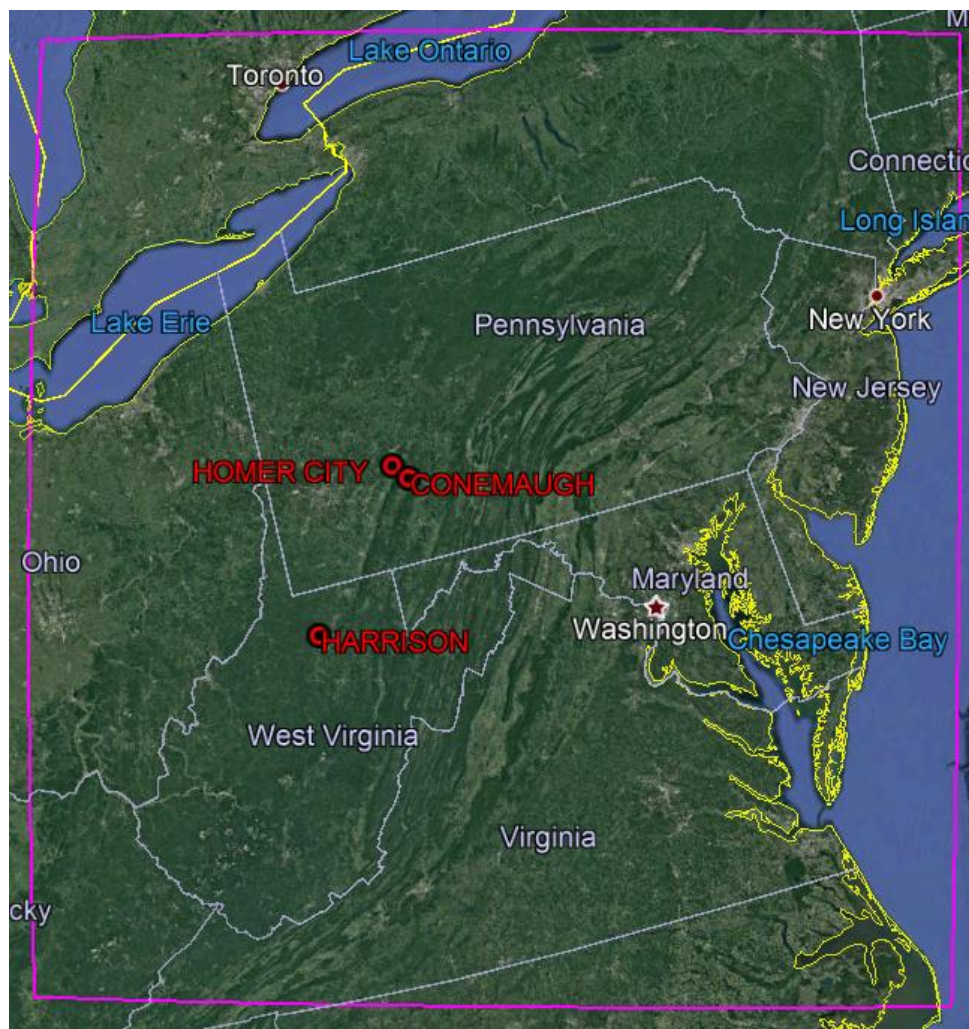 M
Lake Ontario
Toronto
Connectic
Long Islan
New York
Lake Erie
Pennsylvania
New Jersey
HOMER CITY
CONEMAUGH
Ohio
Maryland
Washington
Chesapeake Bay
HARRISON
West Virginia
Virginia
cky